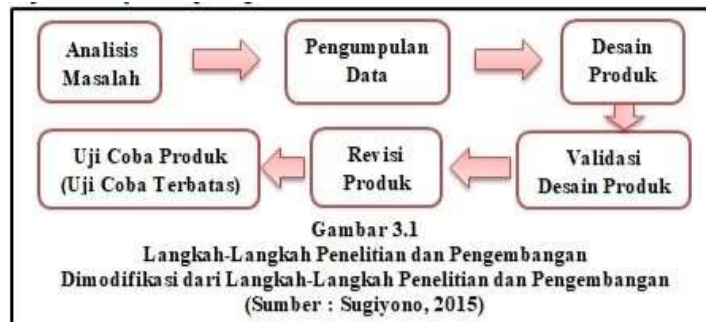 Analisis
Masalah
Pengumpulan
Data
Desain
Produk
Validasi
Desain Produk
Revisi
Produk
Uji Coba Produk
(Uji Coba Terbatas)
Gambar 3.1
Langkah-Langkah Penelitian dan Pengembangan
Dimodifikasi dari Langkah-Langkah Penelitian dan Pengembangan
(Sumber : Sugiyono, 2015)